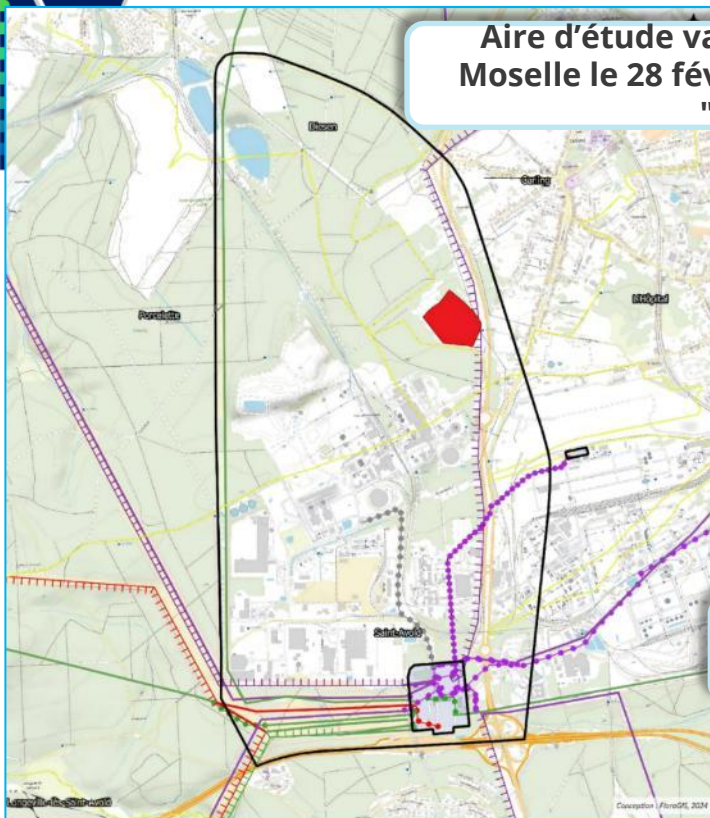 Aire d’étude va
Moselle le 28 fév
"
Diesen
Carling
Porcelette
L'Hôpital
Saint-Avold
Longeville-lès-Saint-Avold
Conception : FloraGIS, 2024